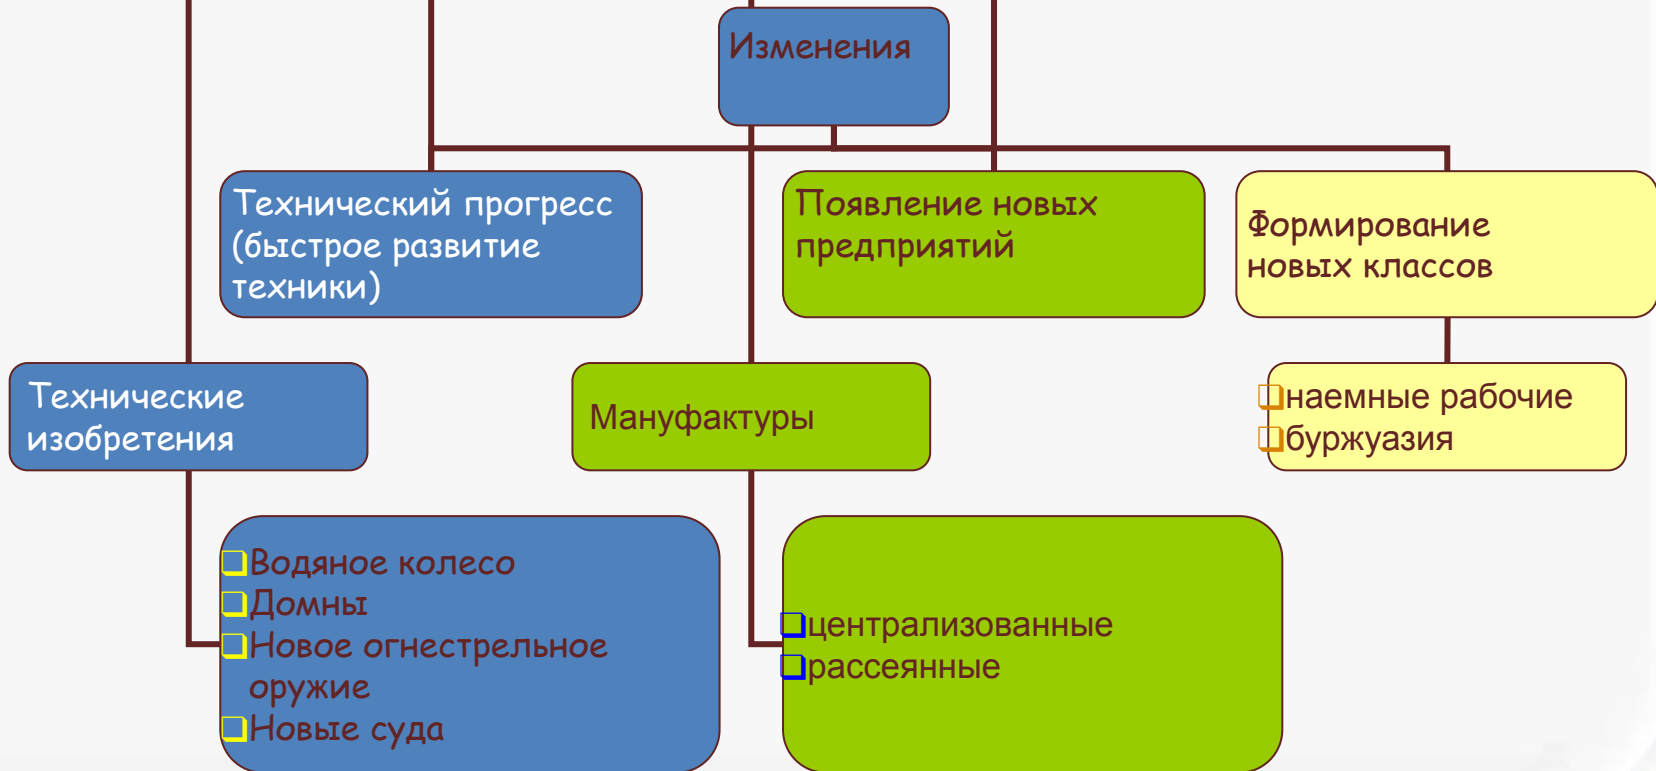 Изменения
Технический прогресс
(быстрое развитие
техники)
Появление новых
предприятий
Формирование
новых классов
Технические
изобретения
Мануфактуры
наемные рабочие
буржуазия
Водяное колесо
Домны
Новое огнестрельное
оружие
Новые суда
централизованные
рассеянные